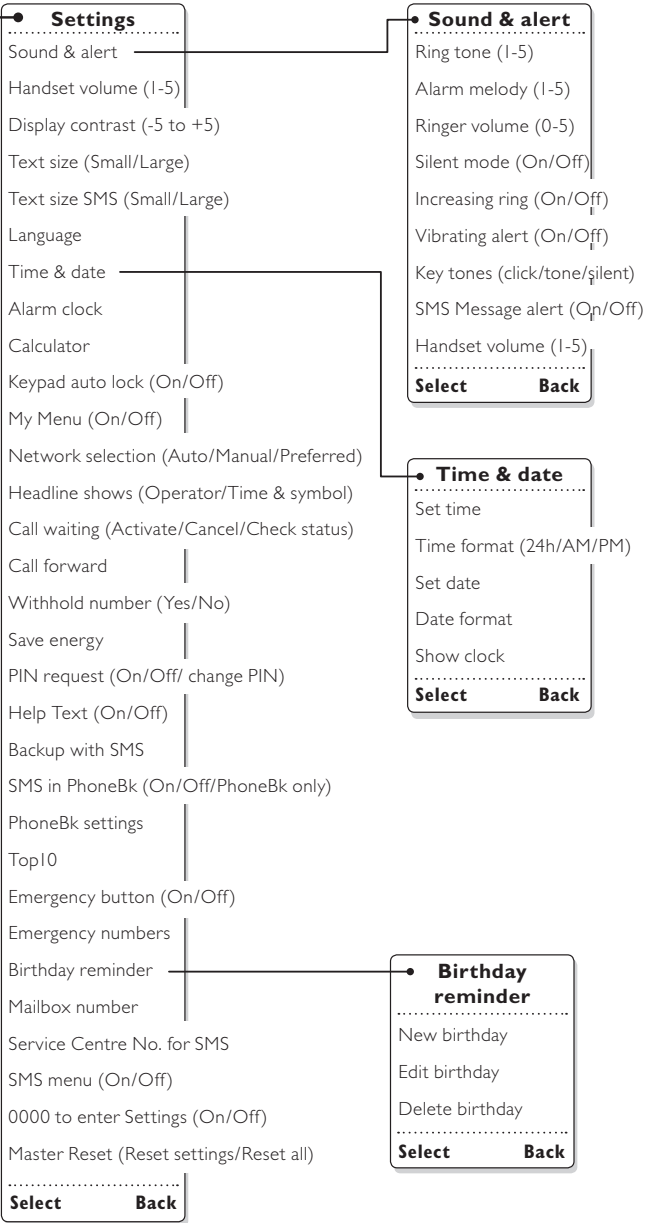 Settings
Sound & alert
Handset volume (1-5)
Display contrast (-5 to +5)
Text size (Small/Large)
Text size SMS (Small/Large)
Language
Time & date
Alarm clock
Calculator
Keypad auto lock (On/Off)
My Menu (On/Off)
Network selection (Auto/Manual/Preferred)
Headline shows (Operator/Time & symbol)
Call waiting (Activate/Cancel/Check status)
Call forward
Withhold number (Yes/No)
Save energy
PIN request (On/Off/ change PIN)
Help Text (On/Off)
Backup with SMS
SMS in PhoneBk (On/Off/PhoneBk only)
PhoneBk settings
Top10
Emergency button (On/Off)
Emergency numbers
Birthday reminder
Mailbox number
Service Centre No. for SMS
SMS menu (On/Off)
0000 to enter Settings (On/Off)
Master Reset (Reset settings/Reset all)
Select Back
Sound & alert
Ring tone (1-5)
Alarm melody (1-5)
Ringer volume (0-5)
Silent mode (On/Off)
Increasing ring (On/Off)
Vibrating alert (On/Off)
Key tones (click/tone/silent)
SMS Message alert (On/Off)
Handset volume (1-5)
Select Back
Time & date
Set time
Time format (24h/AM/PM)
Set date
Date format
Show clock
Select Back
Birthday
reminder
New birthday
Edit birthday
Delete birthday
Select Back